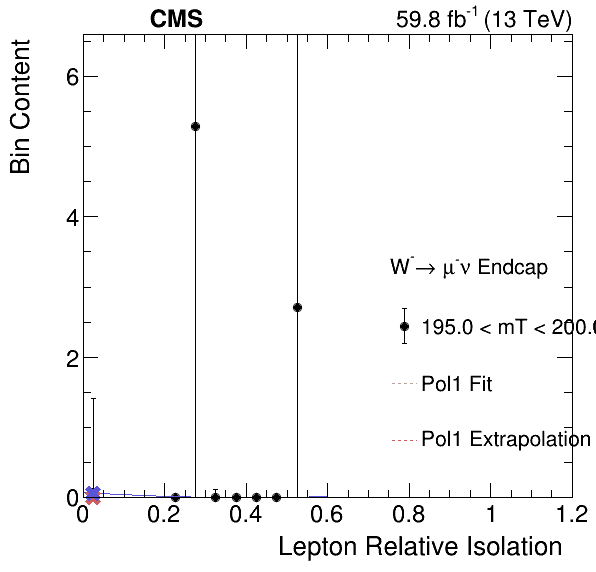 CMS 59.8 fb⁻¹ (13 TeV)
Bin Content
6
4
2
0
W⁻→ μ⁻ν Endcap
195.0 < mT < 200.0
Pol1 Fit
Pol1 Extrapolation
0 0.2 0.4 0.6 0.8 1 1.2
Lepton Relative Isolation